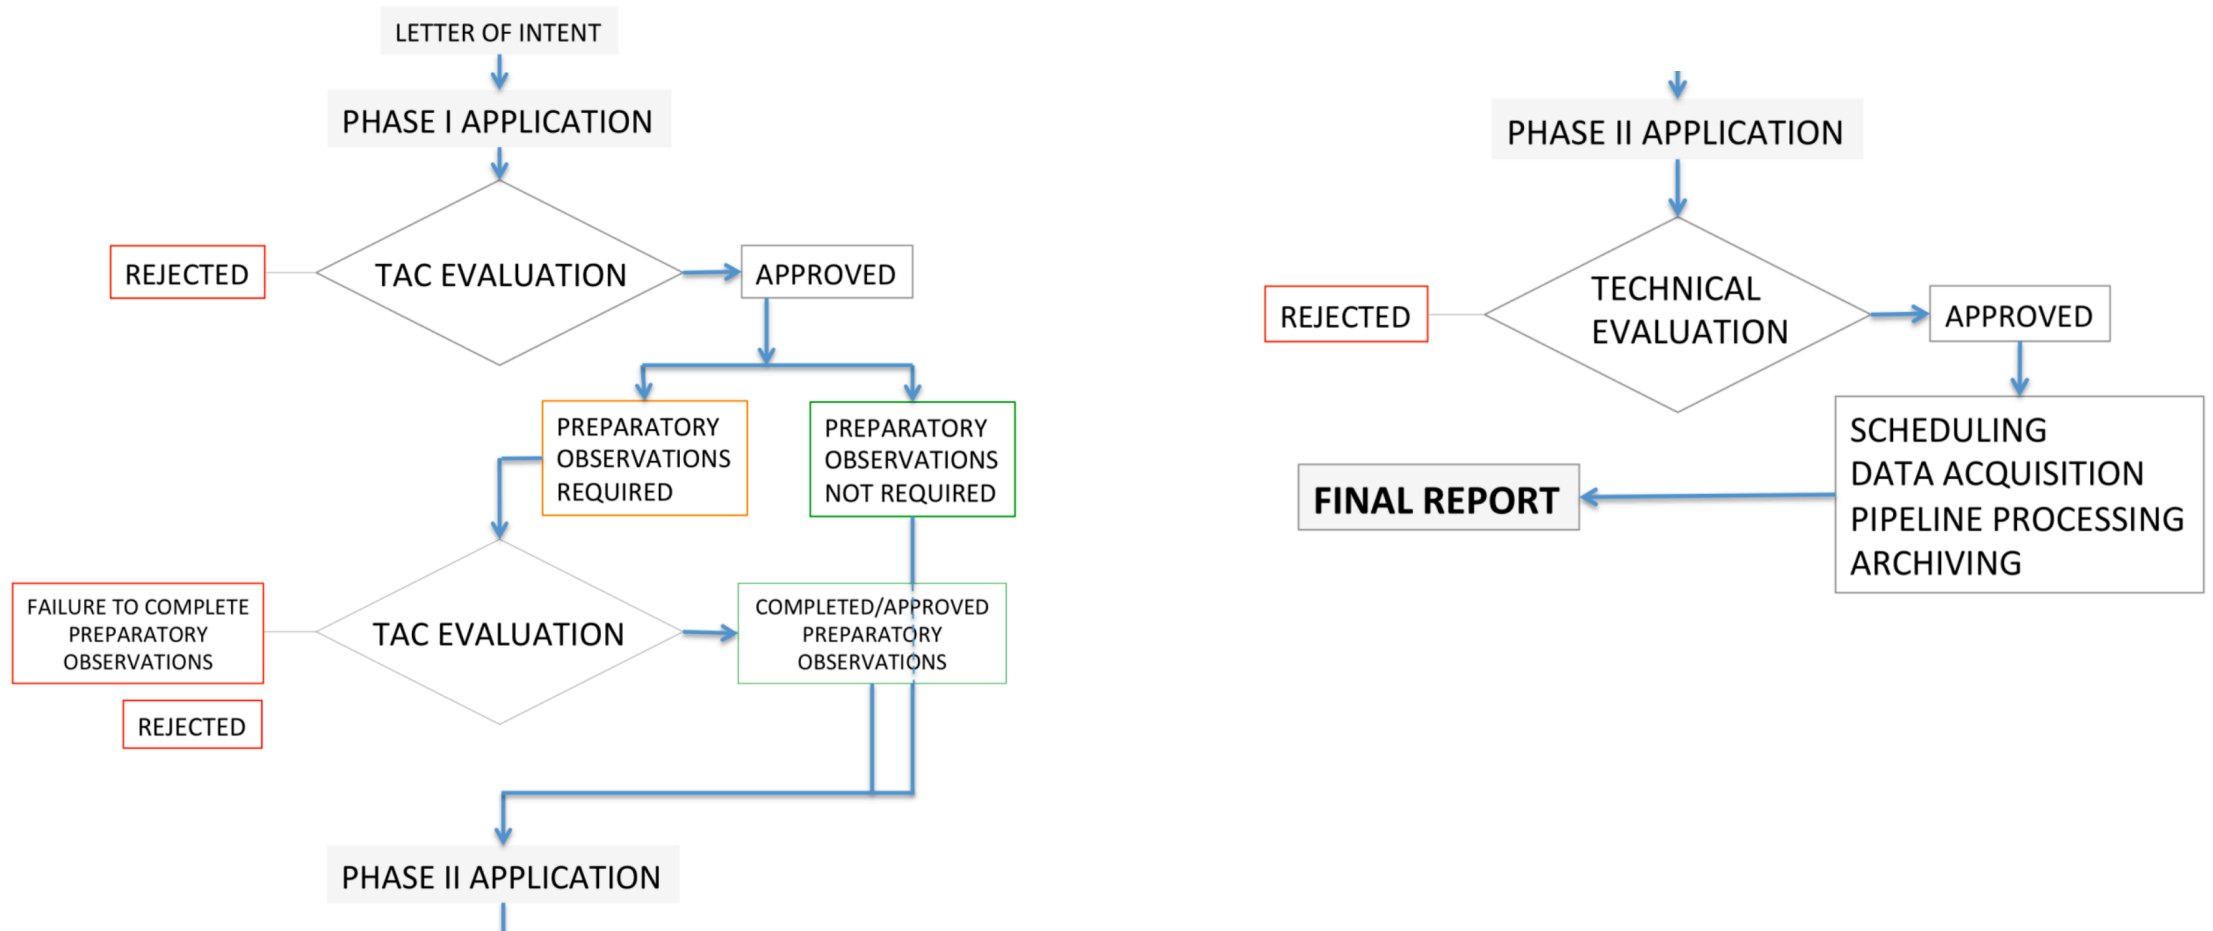 LETTER OF INTENT
PHASE I APPLICATION
TAC EVALUATION
REJECTED
APPROVED
PREPARATORY
OBSERVATIONS
REQUIRED
PREPARATORY
OBSERVATIONS
NOT REQUIRED
TAC EVALUATION
FAILURE TO COMPLETE
PREPARATORY
OBSERVATIONS
REJECTED
COMPLETED/APPROVED
PREPARATORY
OBSERVATIONS
PHASE II APPLICATION
PHASE II APPLICATION
TECHNICAL
EVALUATION
REJECTED
APPROVED
SCHEDULING
DATA ACQUISITION
PIPELINE PROCESSING
ARCHIVING
FINAL REPORT